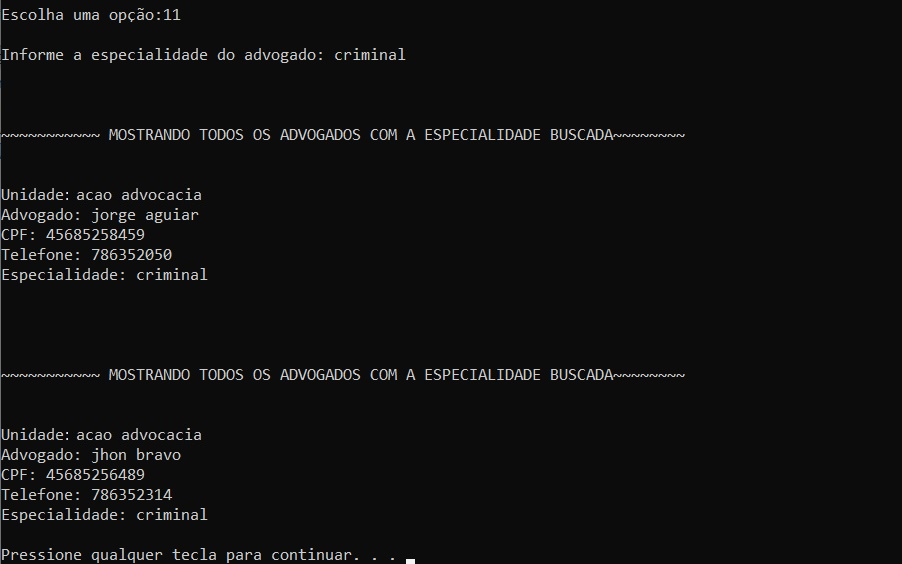 Escolha uma opção:11
Informe a especialidade do advogado: criminal
~~~~~~~~~~~ MOSTRANDO TODOS OS ADVOGADOS COM A ESPECIALIDADE BUSCADA~~~~~~~~
Unidade: acao advocacia
Advogado: jorge aguiar
CPF: 45685258459
Telefone: 786352050
Especialidade: criminal
~~~~~~~~~~~ MOSTRANDO TODOS OS ADVOGADOS COM A ESPECIALIDADE BUSCADA~~~~~~~~
Unidade: acao advocacia
Advogado: jhon bravo
CPF: 45685256489
Telefone: 786352314
Especialidade: criminal
Pressione qualquer tecla para continuar. . .